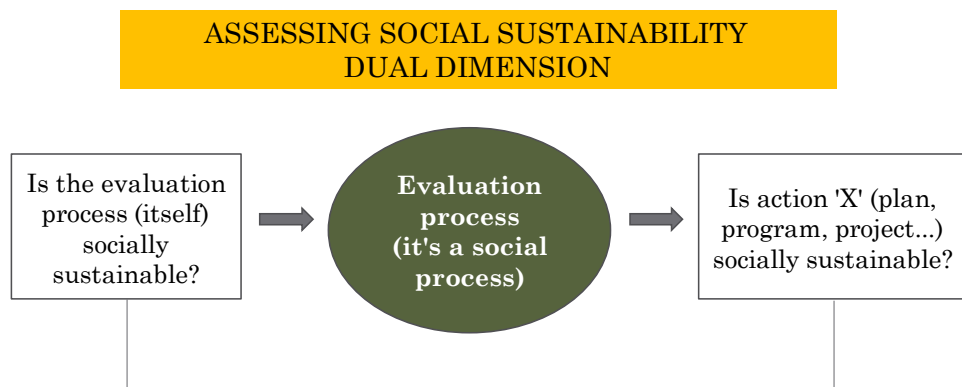 ASSESSING SOCIAL SUSTAINABILITY
DUAL DIMENSION
Is the evaluation
process (itself)
socially
sustainable?
Evaluation
process
(it's a social
process)
Is action 'X' (plan,
program, project...)
socially sustainable?